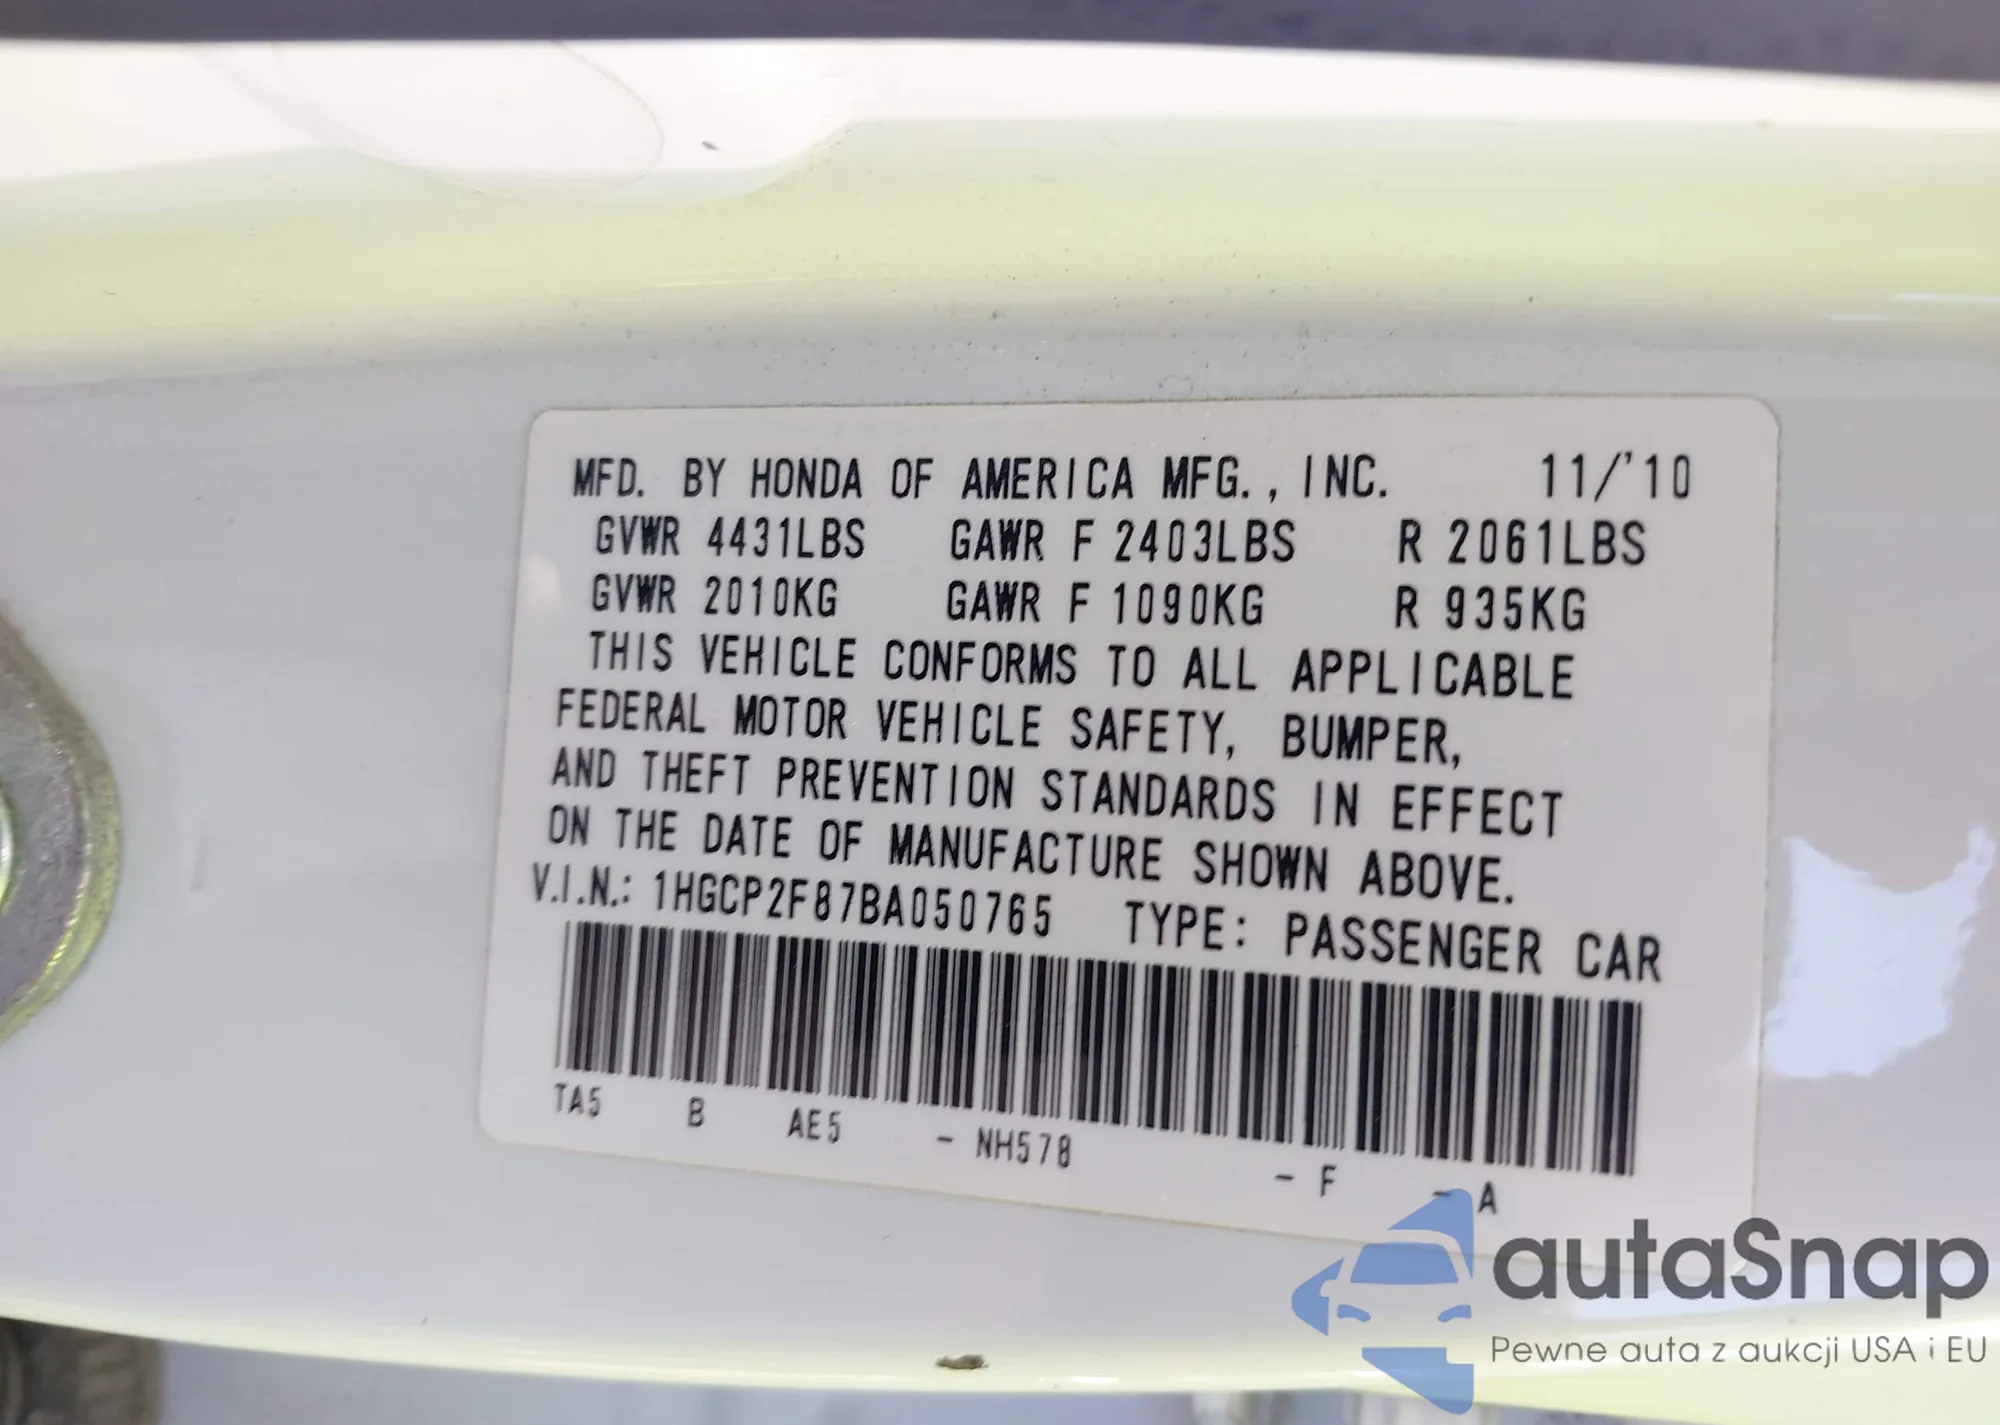 MFD. BY HONDA OF AMERICA MFG., INC. 11/'10
GVWR 4431LBS GAWR F 2403LBS R 2061LBS
GVWR 2010KG GAWR F 1090KG R 935KG
THIS VEHICLE CONFORMS TO ALL APPLICABLE
FEDERAL MOTOR VEHICLE SAFETY, BUMPER,
AND THEFT PREVENTION STANDARDS IN EFFECT
ON THE DATE OF MANUFACTURE SHOWN ABOVE.
V.I.N.: 1HGCP2F87BA050765 TYPE: PASSENGER CAR
TA5 B AE5 - NH578 - F - A
autaSnap
Pewne auta z aukcji USA i EU